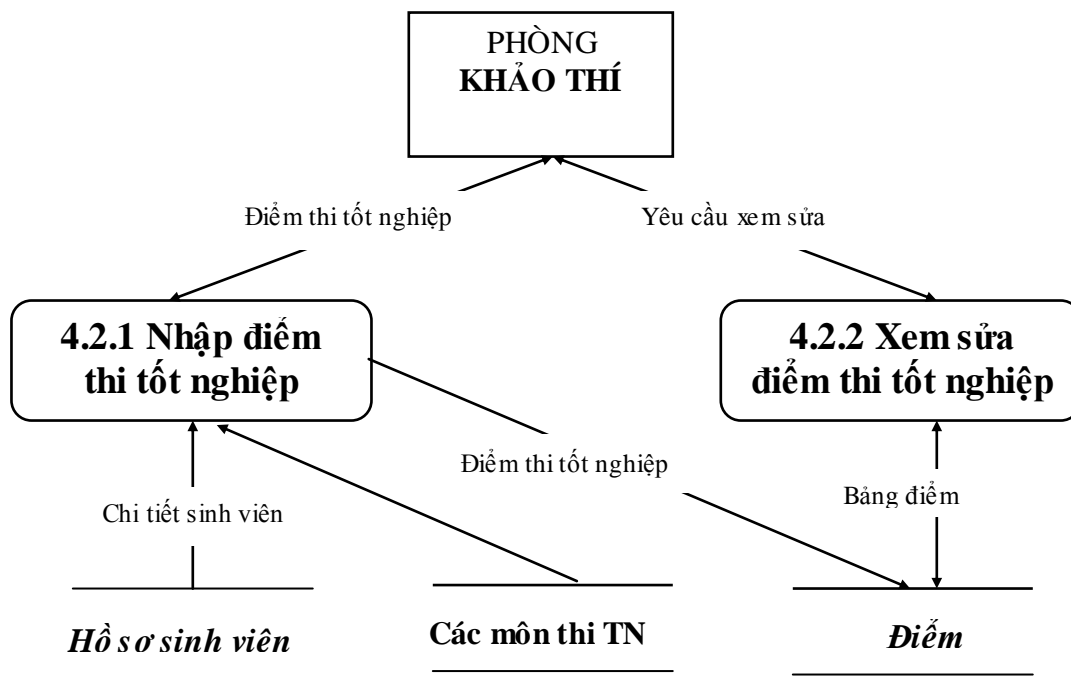 PHÒNG
KHẢO THÍ
Điểm thi tốt nghiệp
Yêu cầu xem sửa
4.2.1 Nhập điểm
thi tốt nghiệp
4.2.2 Xem sửa
điểm thi tốt nghiệp
Điểm thi tốt nghiệp
Chi tiết sinh viên
Bảng điểm
Hồ sơ sinh viên
Các môn thi TN
Điểm